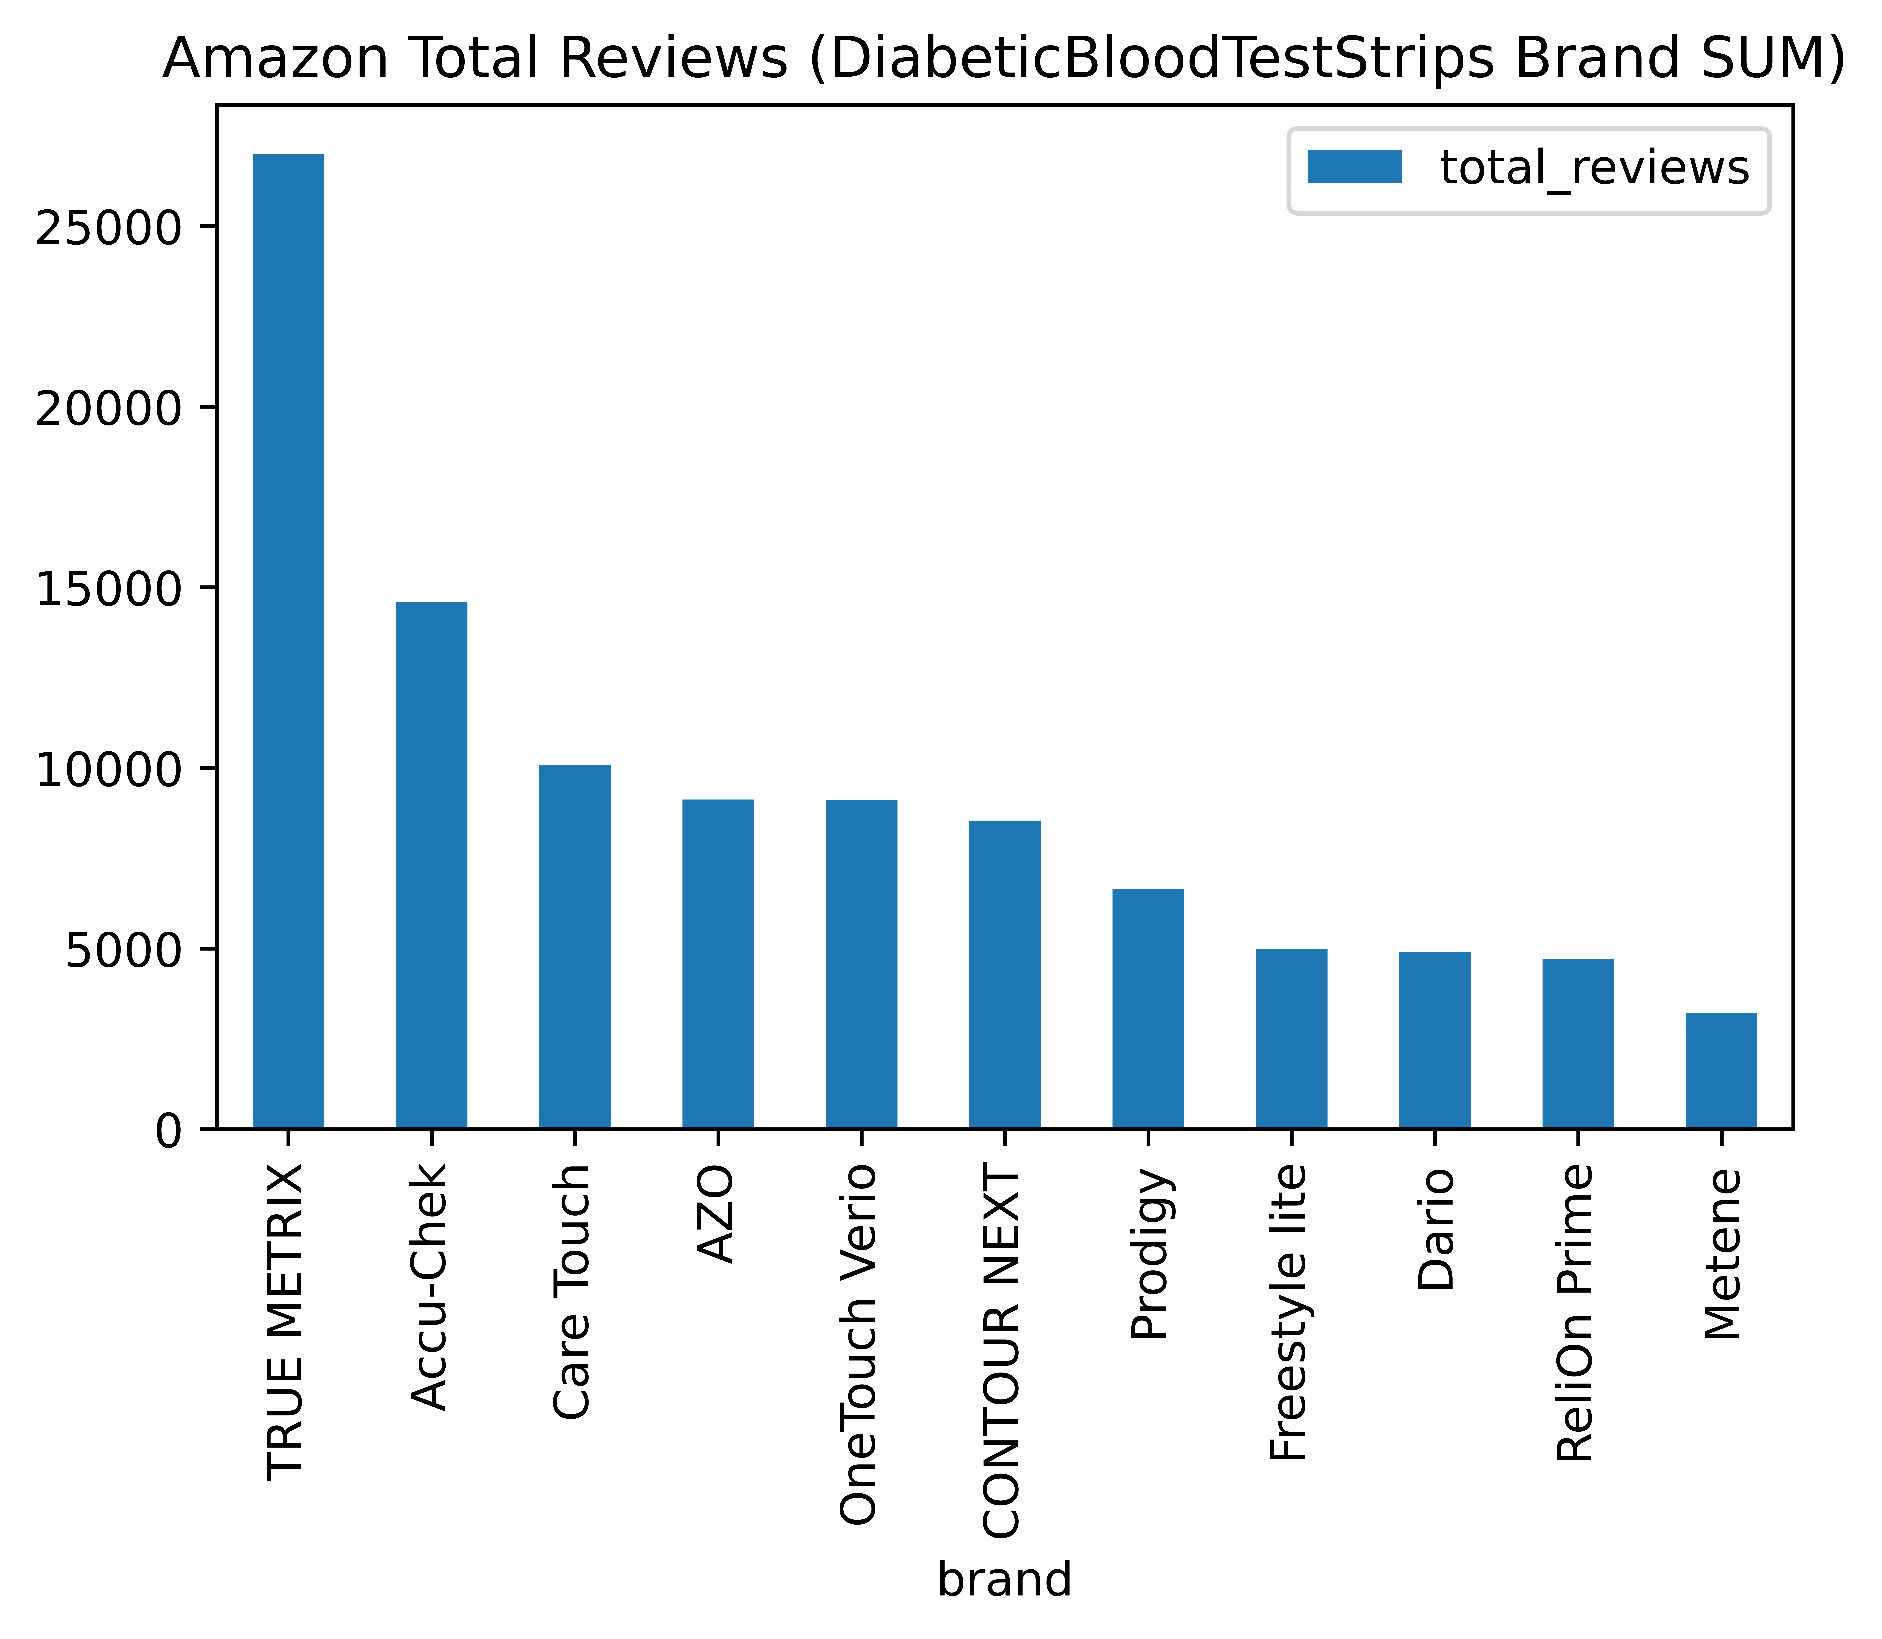 Amazon Total Reviews (DiabeticBloodTestStrips Brand SUM)
total_reviews
25000
20000
15000
10000
5000
0
TRUE METRIX
Accu-Chek
Care Touch
AZO
OneTouch Verio
CONTOUR NEXT
Prodigy
Freestyle lite
Dario
ReliOn Prime
Metene
brand